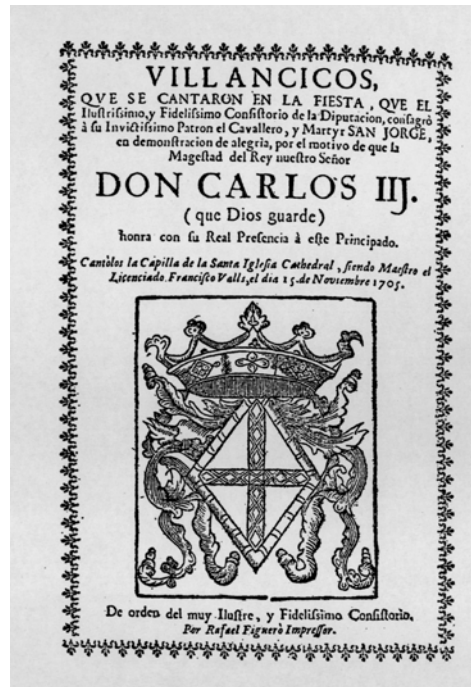 VILLANCICOS,
QVE SE CANTARON EN LA FIESTA, QVE EL
Ilustrissimo, y Fidelissimo Consistorio de la Diputacion, consagrò
à su Invictissimo Patron el Cavallero, y Martyr SAN JORGE,
en demonstracion de alegria, por el motivo de que la
Magestad del Rey nuestro Señor
DON CARLOS IIJ.
(que Dios guarde)
honra con su Real Presencia à este Principado.
Cantòlos la Capilla de la Santa Iglesia Cathedral, siendo Maestro el
Licenciado Francisco Valls, el dia 15. de Noviembre 1705.
De orden del muy Ilustre, y Fidelissimo Consistorio.
Por Rafael Figuerò Impressor.